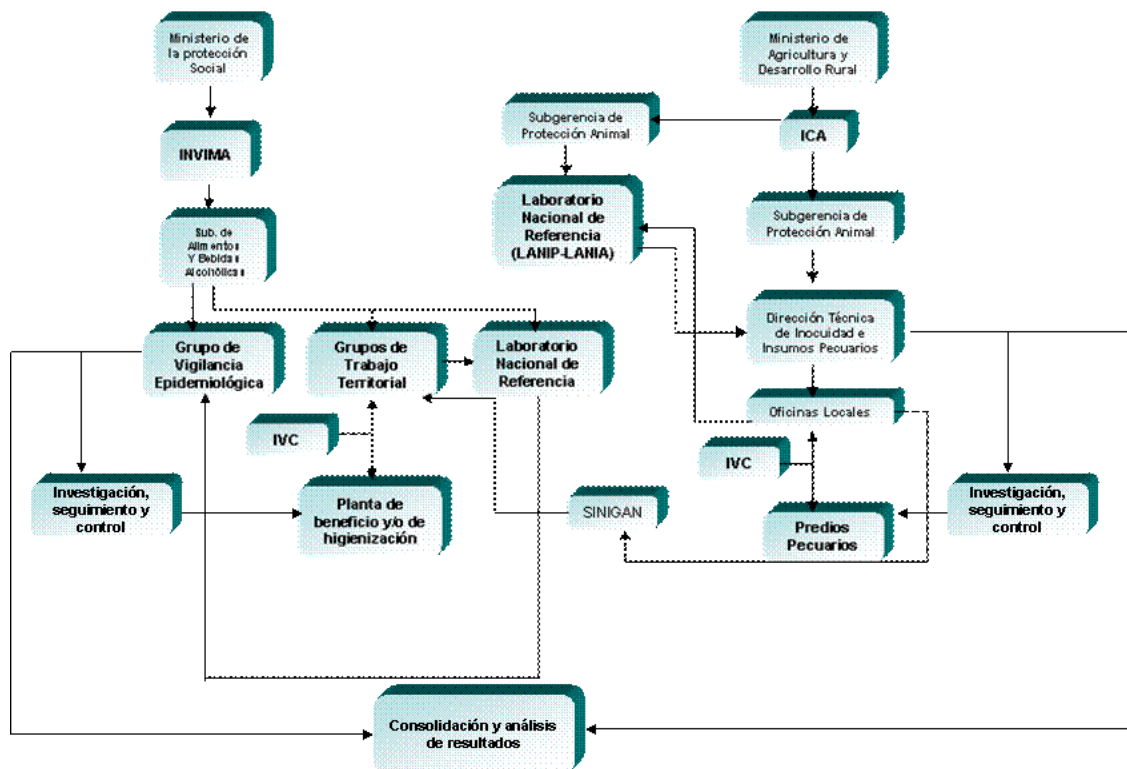 Ministerio de
la protección
Social
Ministerio de
Agricultura y
Desarrollo Rural
Subgerencia de
Protección Animal
ICA
INVIMA
Laboratorio
Nacional de
Referencia
(LANIP-LANIA)
Subgerencia de
Protección Animal
Sub. de
Alimentos
Y Bebidas
Alcohólicas
Dirección Técnica
de Inocuidad e
Insumos Pecuarios
Grupo de
Vigilancia
Epidemiológica
Grupos de
Trabajo
Territorial
Laboratorio
Nacional de
Referencia
Oficinas Locales
IVC
IVC
Investigación,
seguimiento y
control
Planta de
beneficio y/o de
higienización
SINIGAN
Predios
Pecuarios
Investigación,
seguimiento y
control
Consolidación y análisis
de resultados